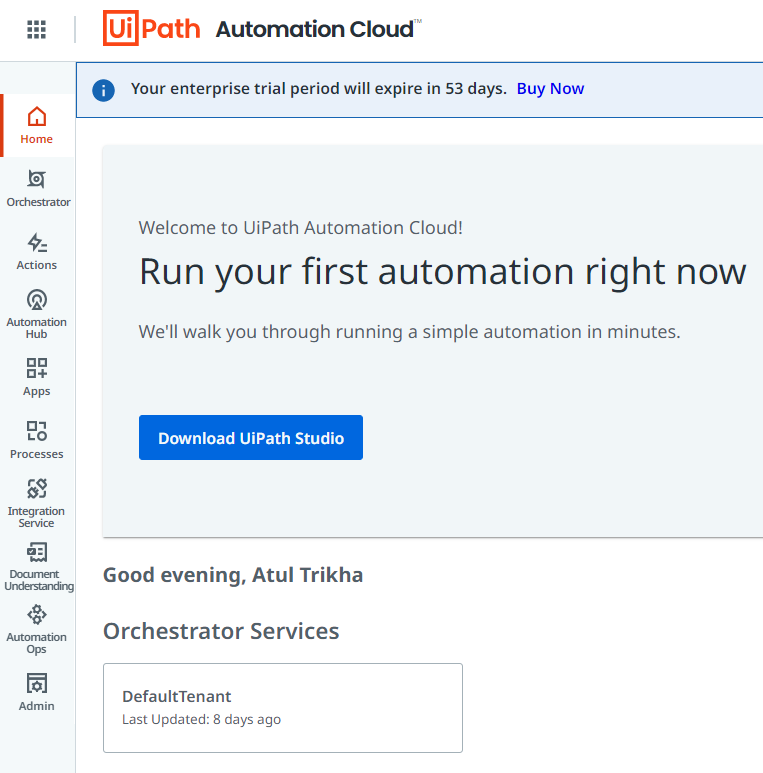 UiPath Automation Cloud™
Your enterprise trial period will expire in 53 days. Buy Now
Home
Orchestrator
Actions
Automation
Hub
Apps
Processes
Integration
Service
Document
Understanding
Automation
Ops
Admin
Welcome to UiPath Automation Cloud!
Run your first automation right now
We'll walk you through running a simple automation in minutes.
Download UiPath Studio
Good evening, Atul Trikha
Orchestrator Services
DefaultTenant
Last Updated: 8 days ago